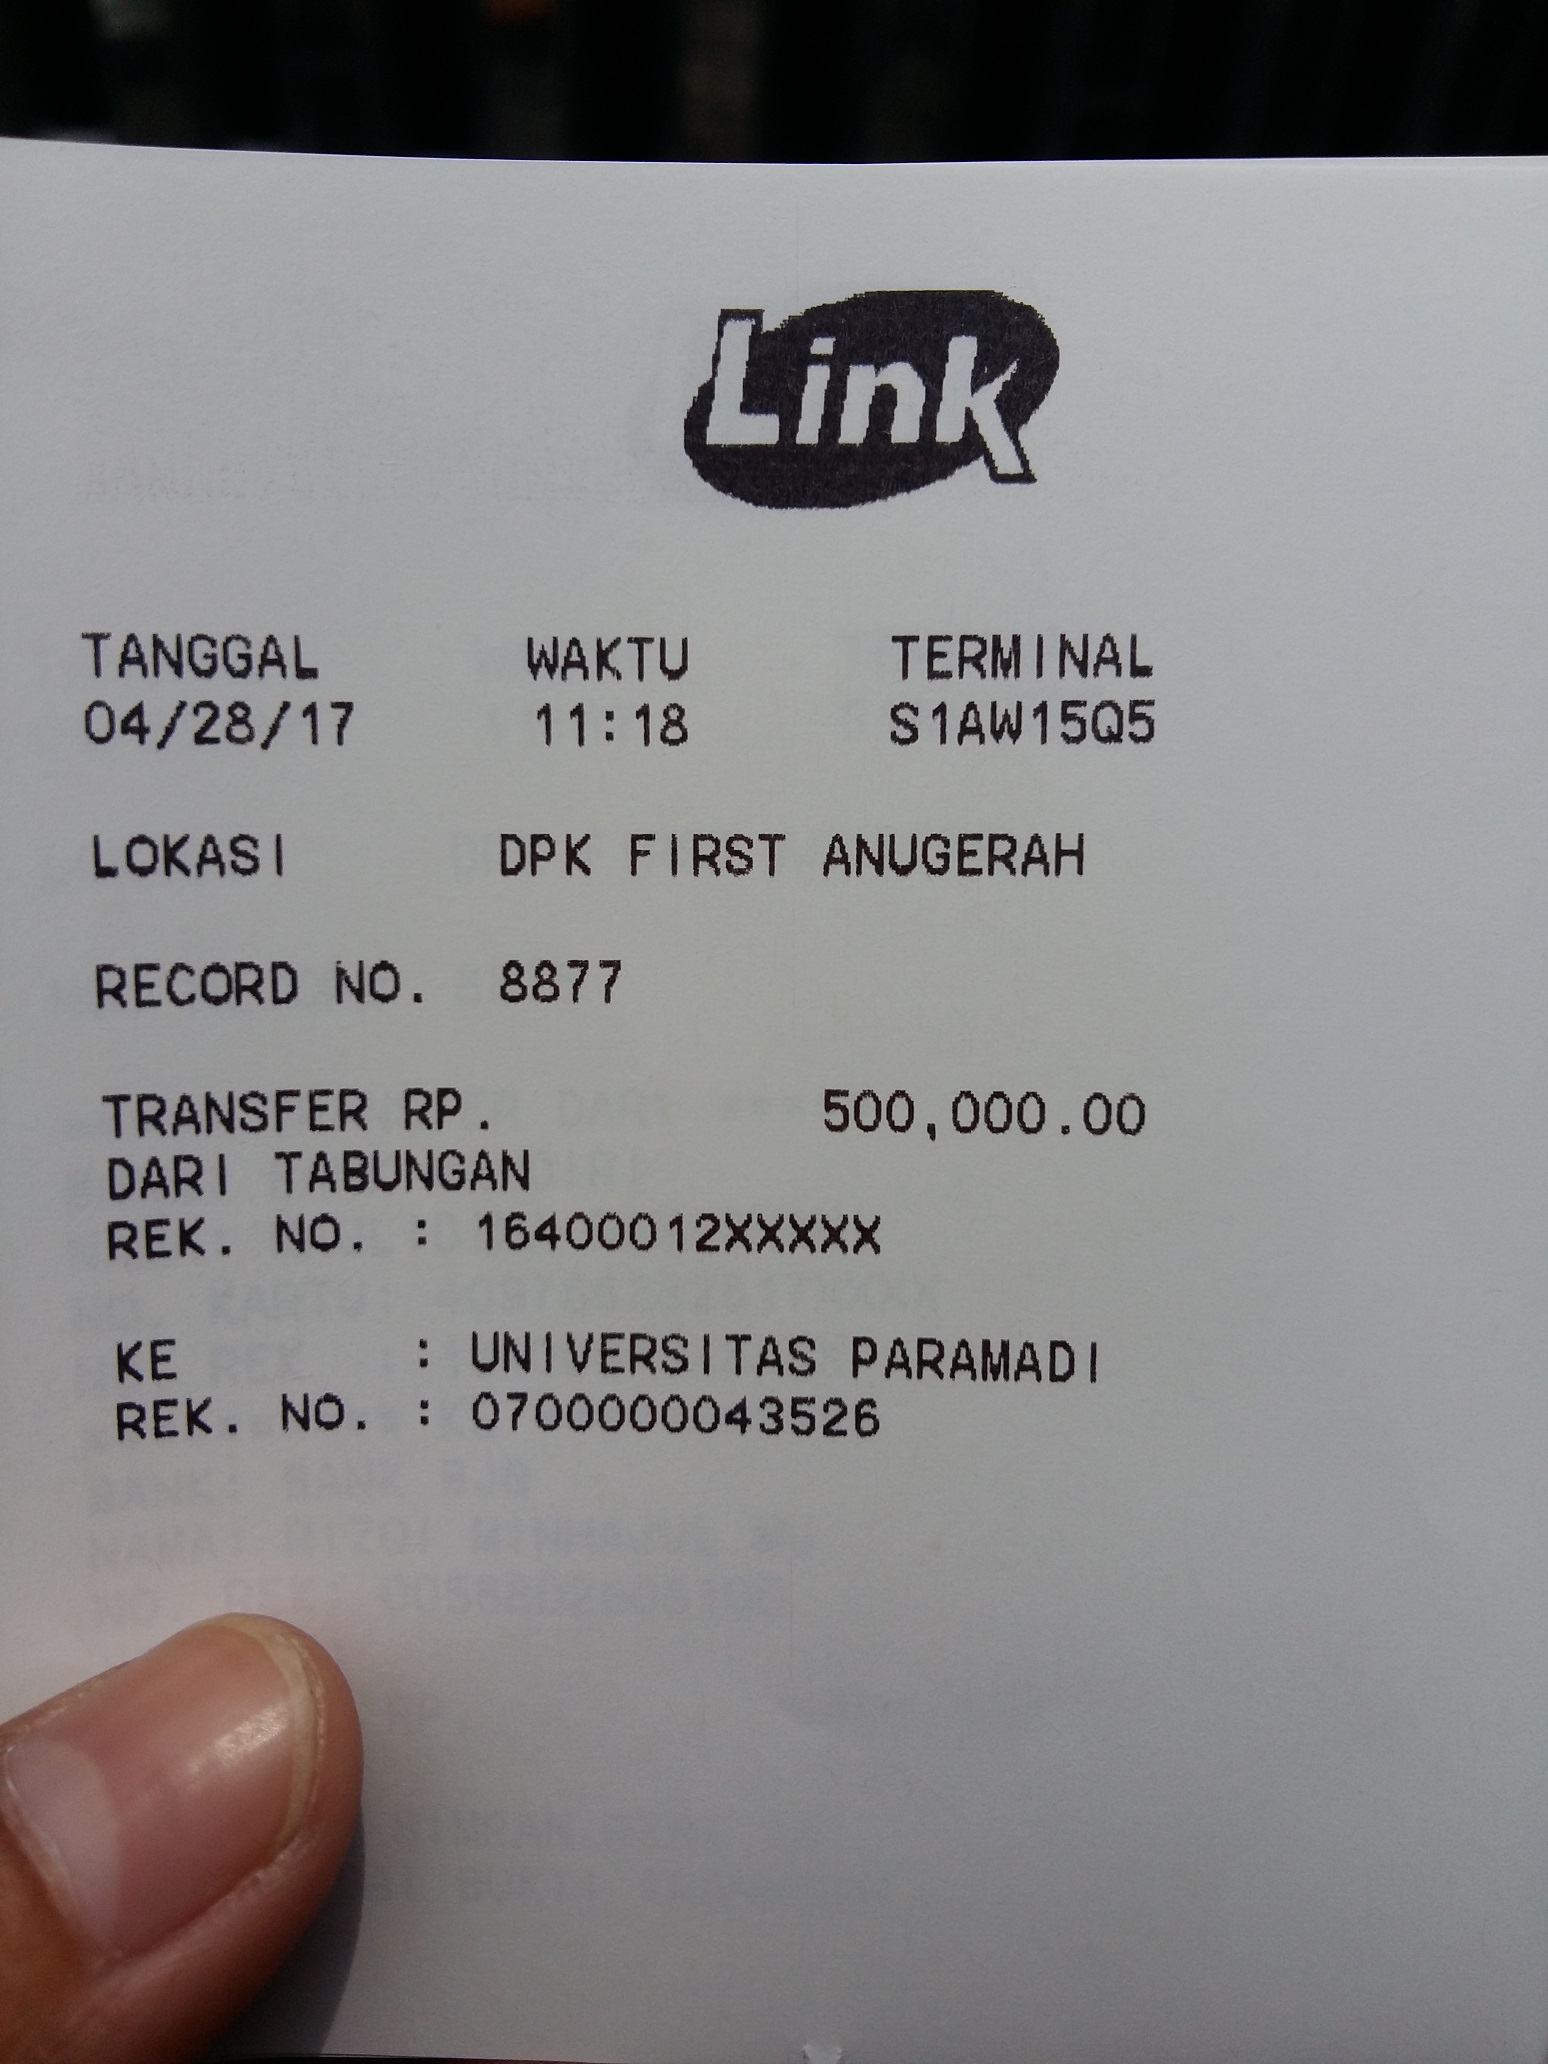 Link
TANGGAL WAKTU TERMINAL
04/28/17 11:18 S1AW15Q5
LOKASI DPK FIRST ANUGERAH
RECORD NO. 8877
TRANSFER RP. 500,000.00
DARI TABUNGAN
REK. NO. : 16400012XXXXX
KE : UNIVERSITAS PARAMADI
REK. NO. : 0700000043526